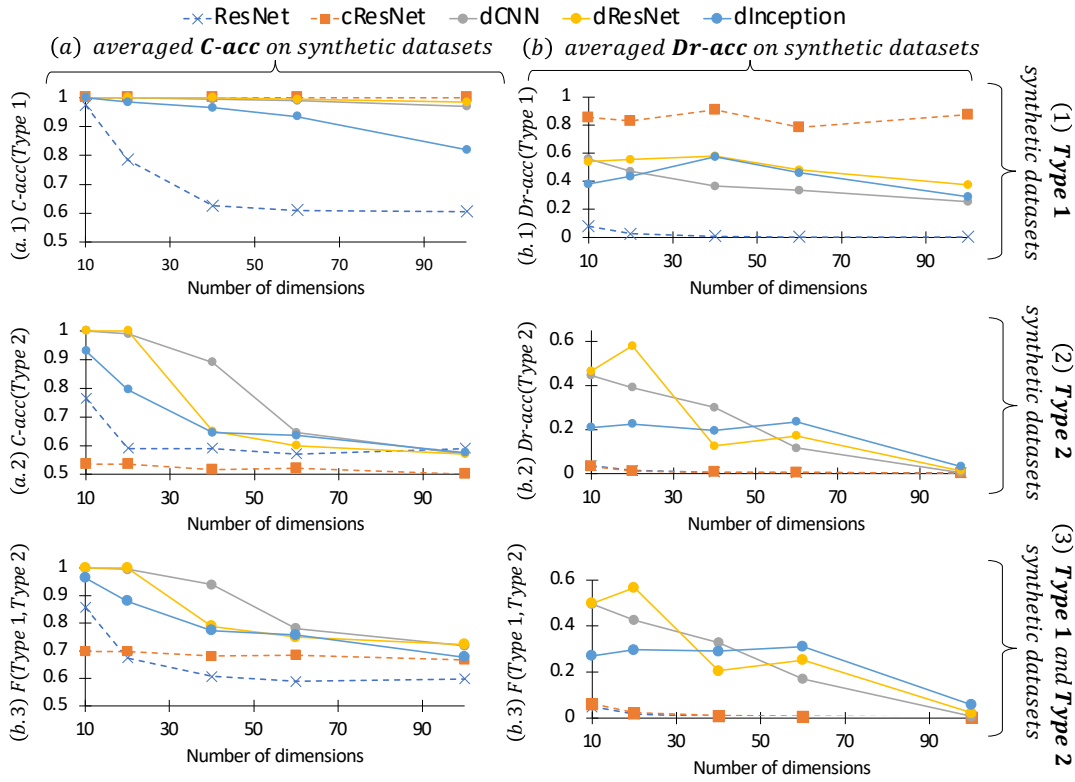 ResNet cResNet dCNN dResNet dInception
(a) averaged C-acc on synthetic datasets
(b) averaged Dr-acc on synthetic datasets
(a.1) C-acc(Type 1)
1
0.9
0.8
0.7
0.6
0.5
10 30 50 70 90
Number of dimensions
(b.1) Dr-acc(Type 1)
1
0.8
0.6
0.4
0.2
0
10 30 50 70 90
Number of dimensions
(1) Type 1
synthetic datasets
(a.2) C-acc(Type 2)
1
0.9
0.8
0.7
0.6
0.5
10 30 50 70 90
Number of dimensions
(b.2) Dr-acc(Type 2)
0.6
0.4
0.2
0
10 30 50 70 90
Number of dimensions
(2) Type 2
synthetic datasets
(b.3) F(Type 1,Type 2)
1
0.9
0.8
0.7
0.6
0.5
10 30 50 70 90
Number of dimensions
(b.3) F(Type 1,Type 2)
0.6
0.4
0.2
0
10 30 50 70 90
Number of dimensions
(3) Type 1 and Type 2
synthetic datasets